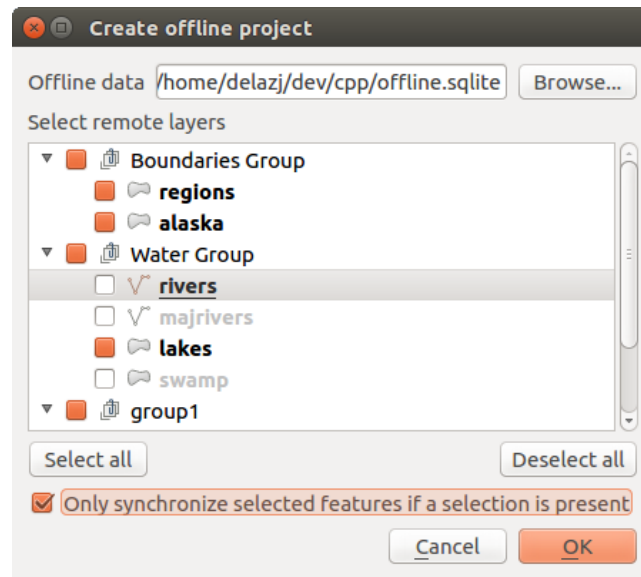 Create offline project
Offline data /home/delazj/dev/cpp/offline.sqlite Browse...
Select remote layers
Boundaries Group
regions
alaska
Water Group
rivers
majrivers
lakes
swamp
group1
Select all Deselect all
Only synchronize selected features if a selection is present
Cancel OK